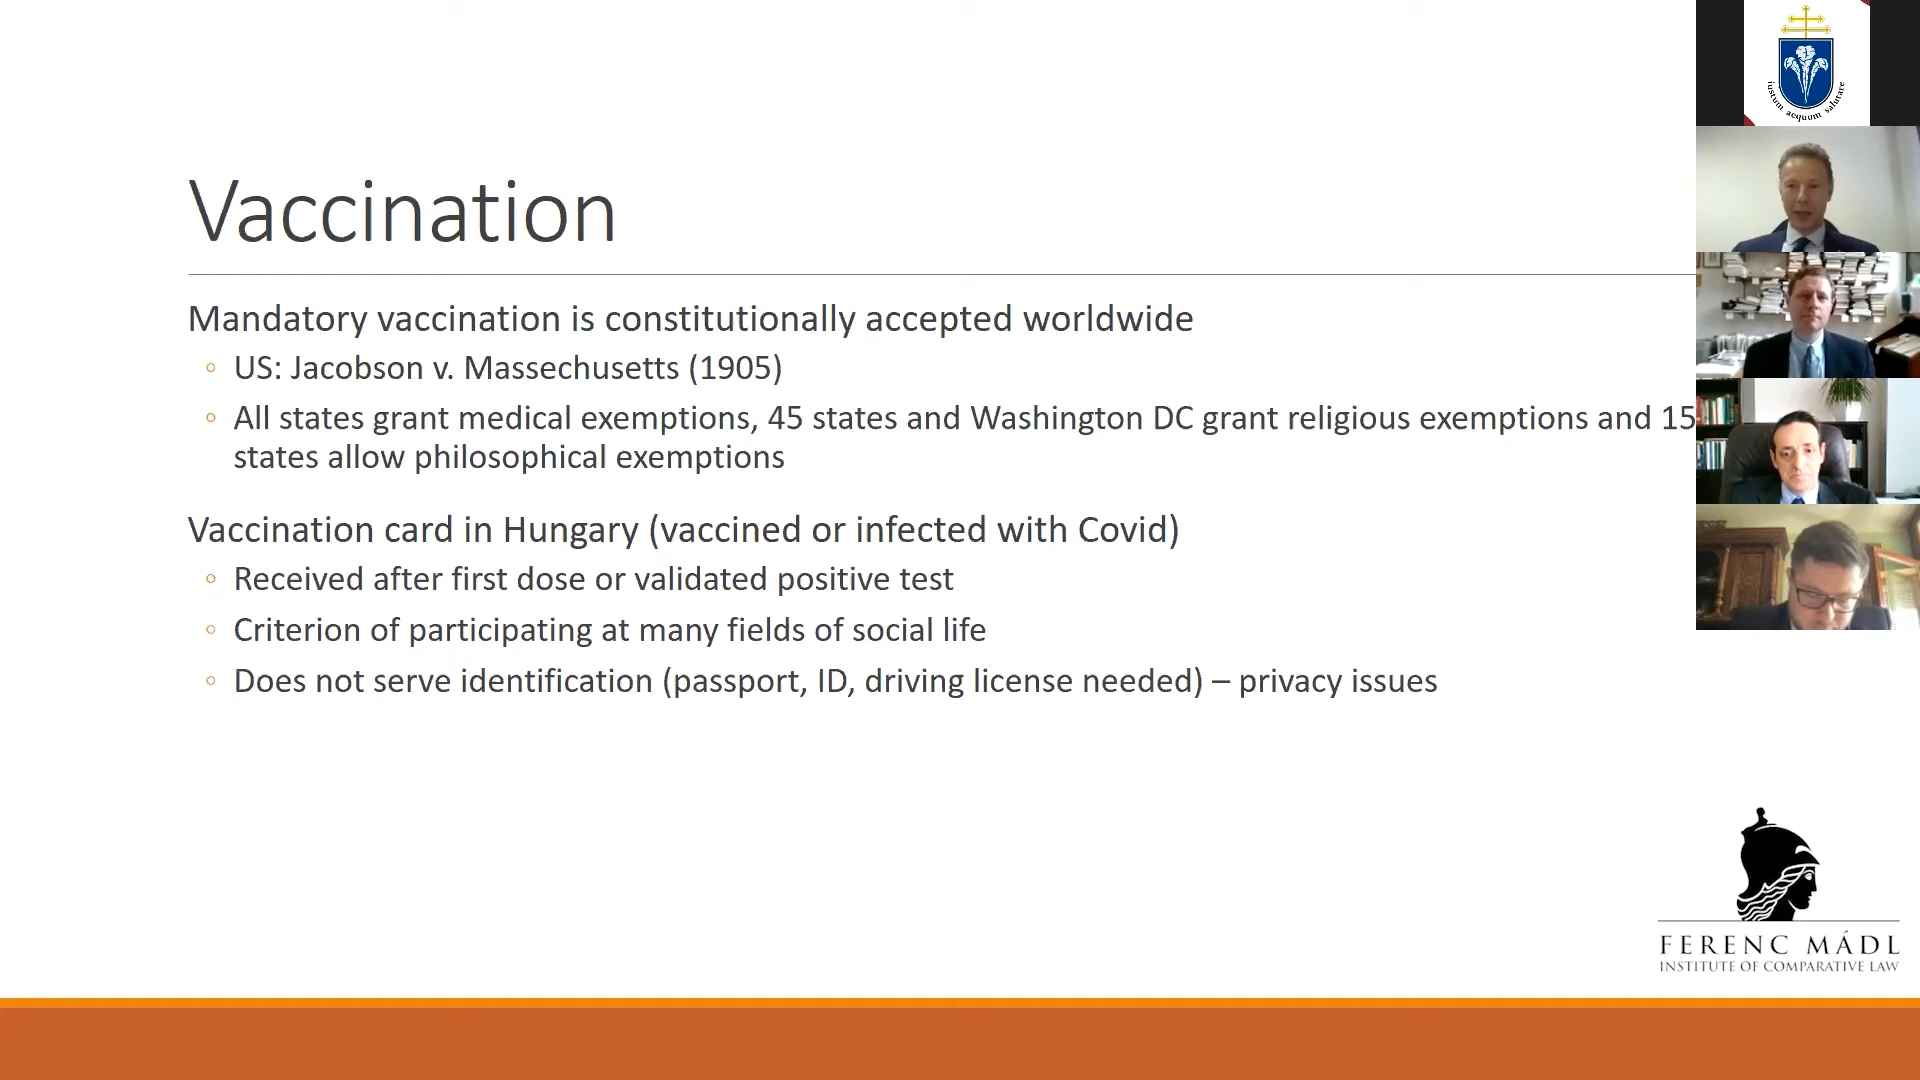 iustum aequum salutare
Vaccination
Mandatory vaccination is constitutionally accepted worldwide
US: Jacobson v. Massechusetts (1905)
All states grant medical exemptions, 45 states and Washington DC grant religious exemptions and 15
states allow philosophical exemptions
Vaccination card in Hungary (vaccined or infected with Covid)
Received after first dose or validated positive test
Criterion of participating at many fields of social life
Does not serve identification (passport, ID, driving license needed) – privacy issues
FERENC MÁDL
INSTITUTE OF COMPARATIVE LAW